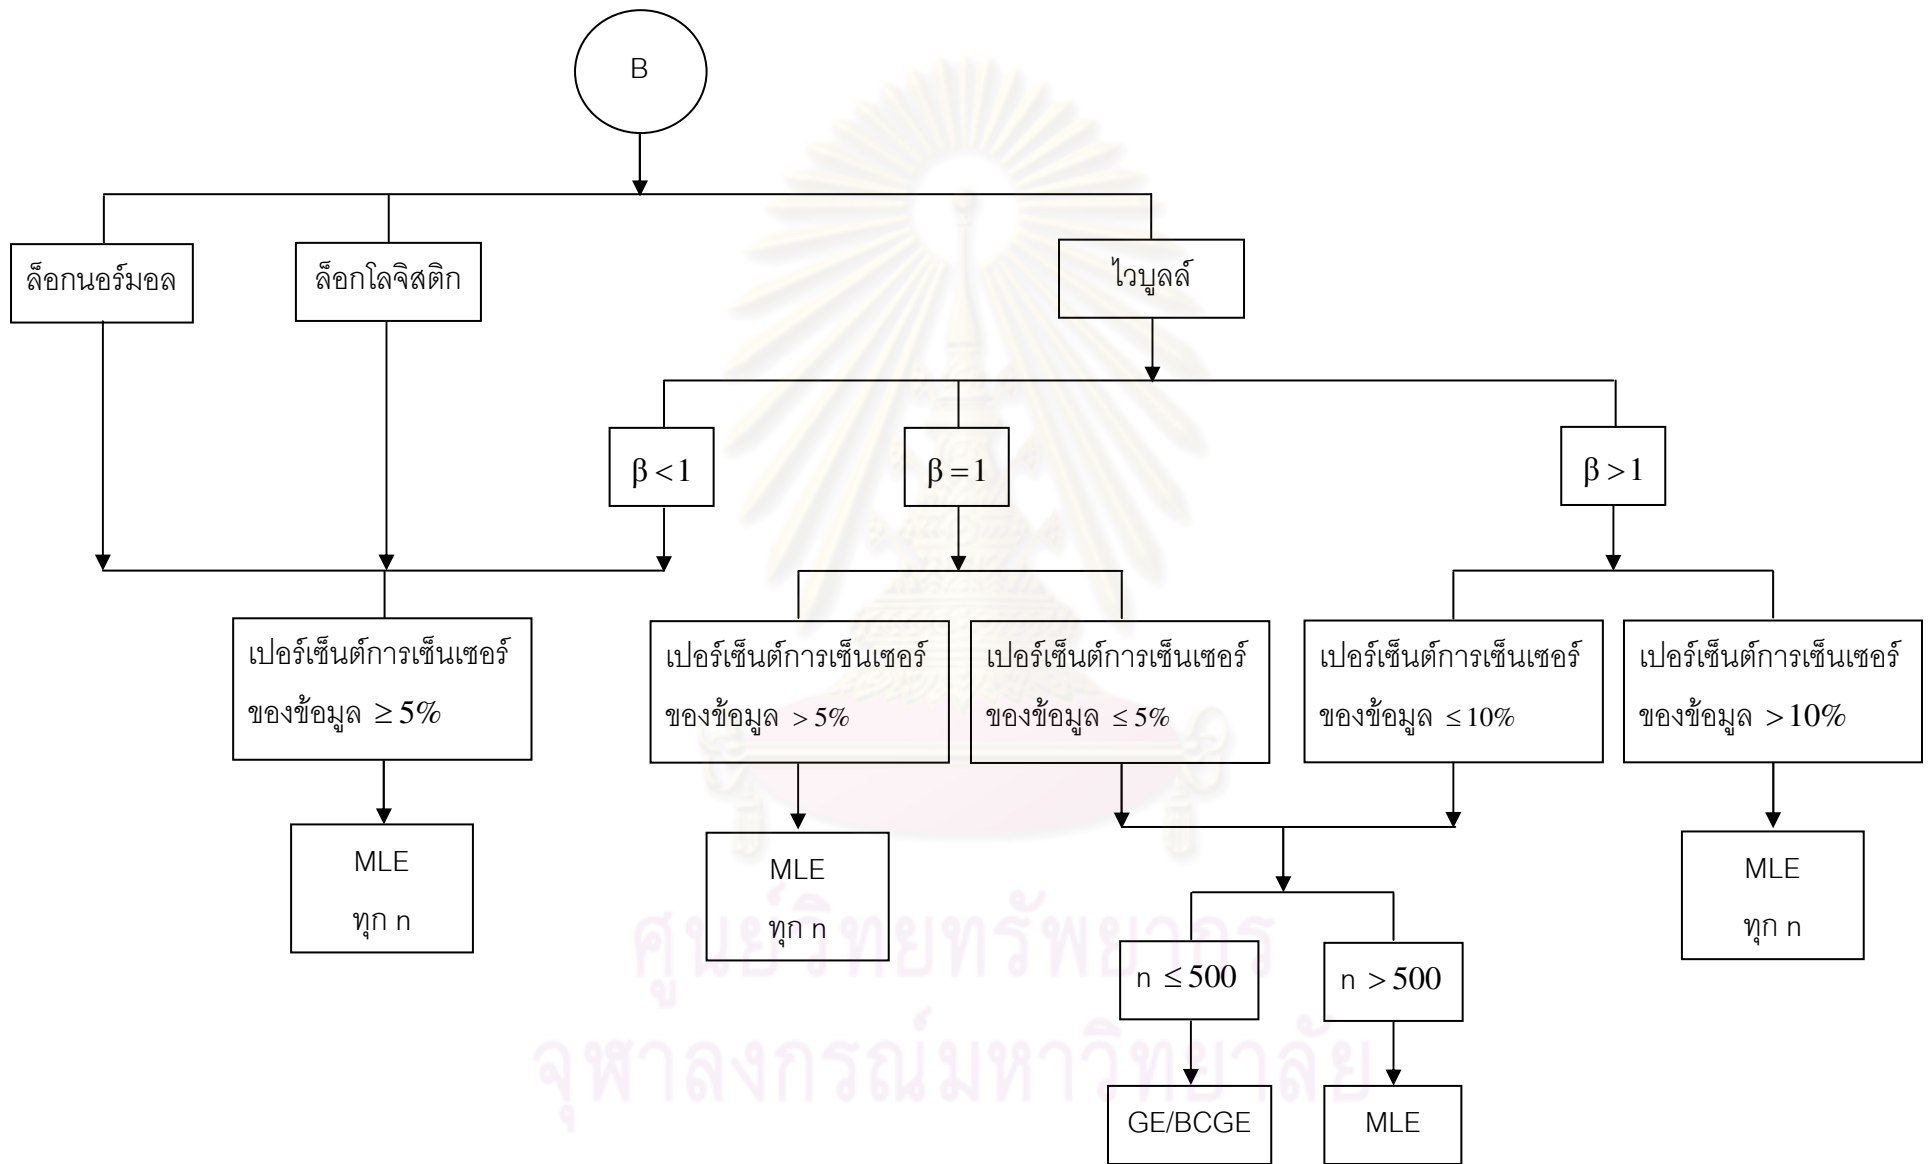 B
ล็อกนอร์มอล
ล็อกโลจิสติก
ไวบูลล์
β < 1
β = 1
β > 1
เปอร์เซ็นต์การเซ็นเซอร์
ของข้อมูล ≥ 5%
เปอร์เซ็นต์การเซ็นเซอร์
ของข้อมูล > 5%
เปอร์เซ็นต์การเซ็นเซอร์
ของข้อมูล ≤ 5%
เปอร์เซ็นต์การเซ็นเซอร์
ของข้อมูล ≤ 10%
เปอร์เซ็นต์การเซ็นเซอร์
ของข้อมูล > 10%
MLE
ทุก n
MLE
ทุก n
MLE
ทุก n
n ≤ 500
n > 500
GE/BCGE
MLE
ศูนย์วิทยทรัพยากร
จุฬาลงกรณ์มหาวิทยาลัย